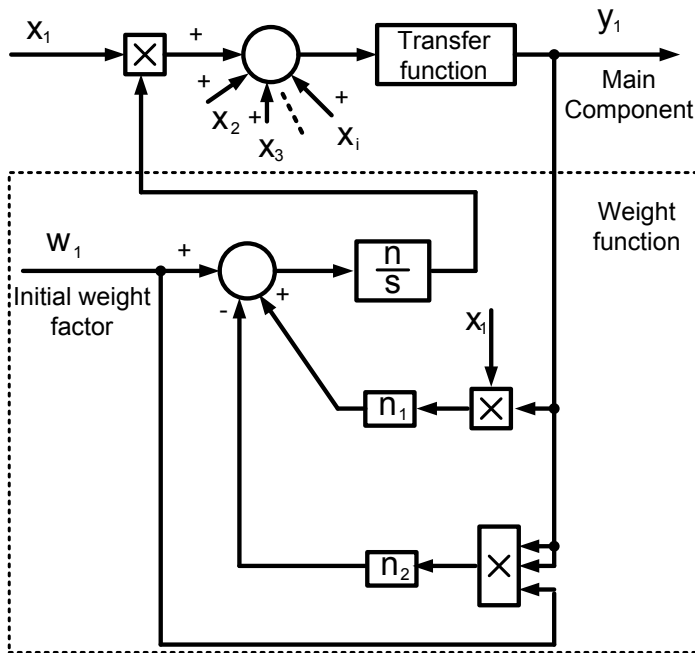 x₁
×
+
+
+
+
x₂
x₃
xᵢ
Transfer
function
y₁
Main
Component
Weight
function
w₁
Initial weight
factor
+
+
-
n
s
x₁
n₁
×
n₂
×